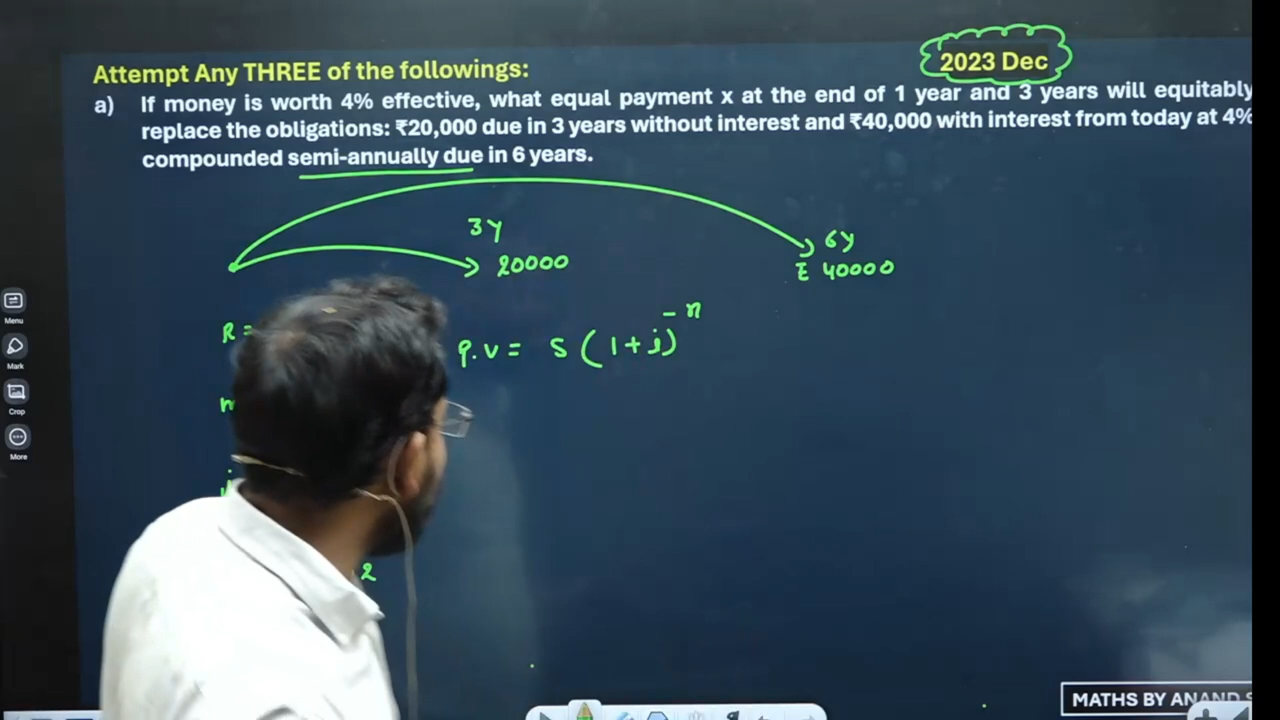 2023 Dec
Attempt Any THREE of the followings:
a) If money is worth 4% effective, what equal payment x at the end of 1 year and 3 years will equitably
replace the obligations: ₹20,000 due in 3 years without interest and ₹40,000 with interest from today at 4%
compounded semi-annually due in 6 years.
3Y
20000
6Y
₹ 40000
R =
P.V = S (1+i)^-n
2
Menu
Mark
Crop
More
MATHS BY ANAND S